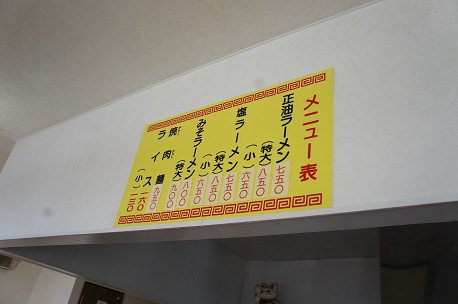 メニュー表
正油ラーメン 七五〇
(特大) 八五〇
(小) 六五〇
塩ラーメン 七五〇
(特大) 八五〇
(小) 六五〇
みそラーメン 八〇〇
(特大) 九〇〇
焼肉麺 九五〇
ライス 一六〇
(小) 一三〇